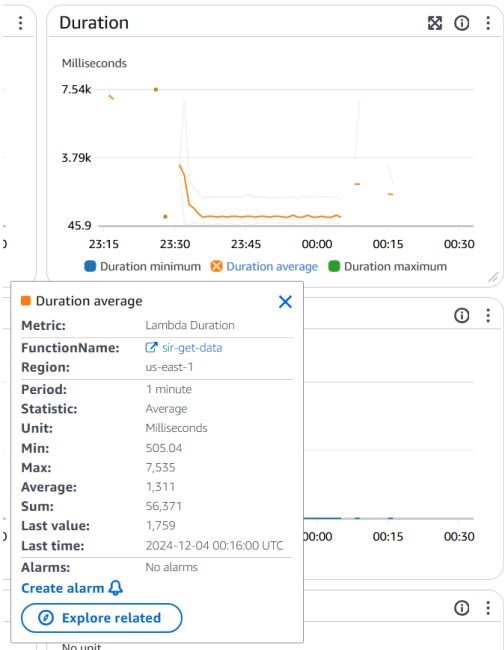 Duration
Milliseconds
7.54k
3.79k
45.9
0 23:15 23:30 23:45 00:00 00:15 00:30
Duration minimum Duration average Duration maximum
Duration average
Metric: Lambda Duration
FunctionName: sir-get-data
Region: us-east-1
Period: 1 minute
Statistic: Average
Unit: Milliseconds
Min: 505.04
Max: 7,535
Average: 1,311
Sum: 56,371
Last value: 1,759
Last time: 2024-12-04 00:16:00 UTC
Alarms: No alarms
Create alarm
Explore related
0 00:00 00:15 00:30
No unit